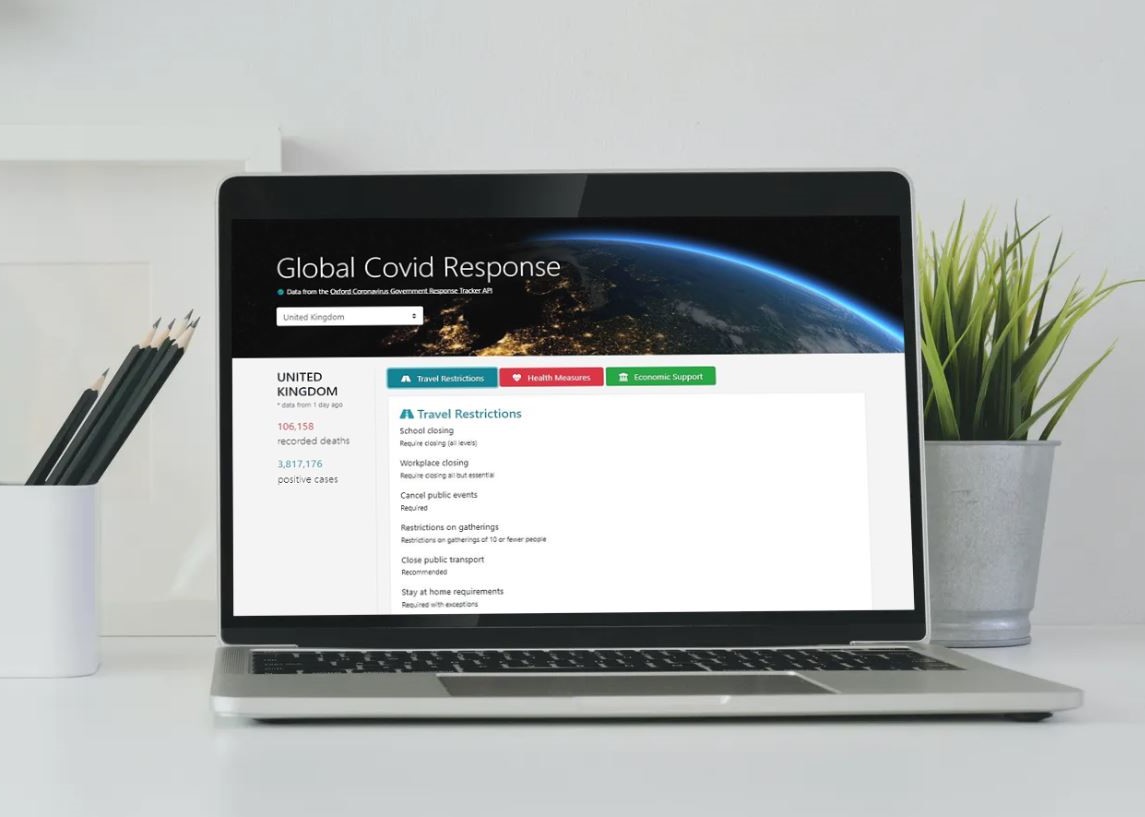 Global Covid Response
Data from the Oxford Coronavirus Government Response Tracker API
United Kingdom
UNITED
KINGDOM
* data from 1 day ago
106,158
recorded deaths
3,817,176
positive cases
Travel Restrictions
Health Measures
Economic Support
Travel Restrictions
School closing
Require closing (all levels)
Workplace closing
Require closing all but essential
Cancel public events
Required
Restrictions on gatherings
Restrictions on gatherings of 10 or fewer people
Close public transport
Recommended
Stay at home requirements
Required with exceptions